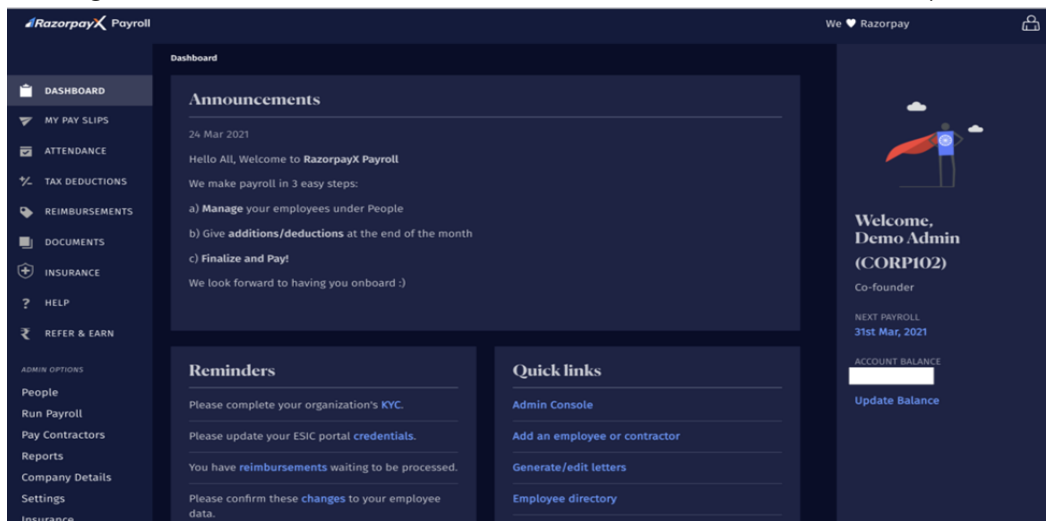 RazorpayX Payroll
We ♥ Razorpay
DASHBOARD
MY PAY SLIPS
ATTENDANCE
TAX DEDUCTIONS
REIMBURSEMENTS
DOCUMENTS
INSURANCE
HELP
REFER & EARN
ADMIN OPTIONS
People
Run Payroll
Pay Contractors
Reports
Company Details
Settings
Insurance
Dashboard
Announcements
24 Mar 2021
Hello All, Welcome to RazorpayX Payroll
We make payroll in 3 easy steps:
a) Manage your employees under People
b) Give additions/deductions at the end of the month
c) Finalize and Pay!
We look forward to having you onboard :)
Reminders
Please complete your organization's KYC.
Please update your ESIC portal credentials.
You have reimbursements waiting to be processed.
Please confirm these changes to your employee
data.
Quick links
Admin Console
Add an employee or contractor
Generate/edit letters
Employee directory
Welcome,
Demo Admin
(CORP102)
Co-founder
NEXT PAYROLL
31st Mar, 2021
ACCOUNT BALANCE
Update Balance